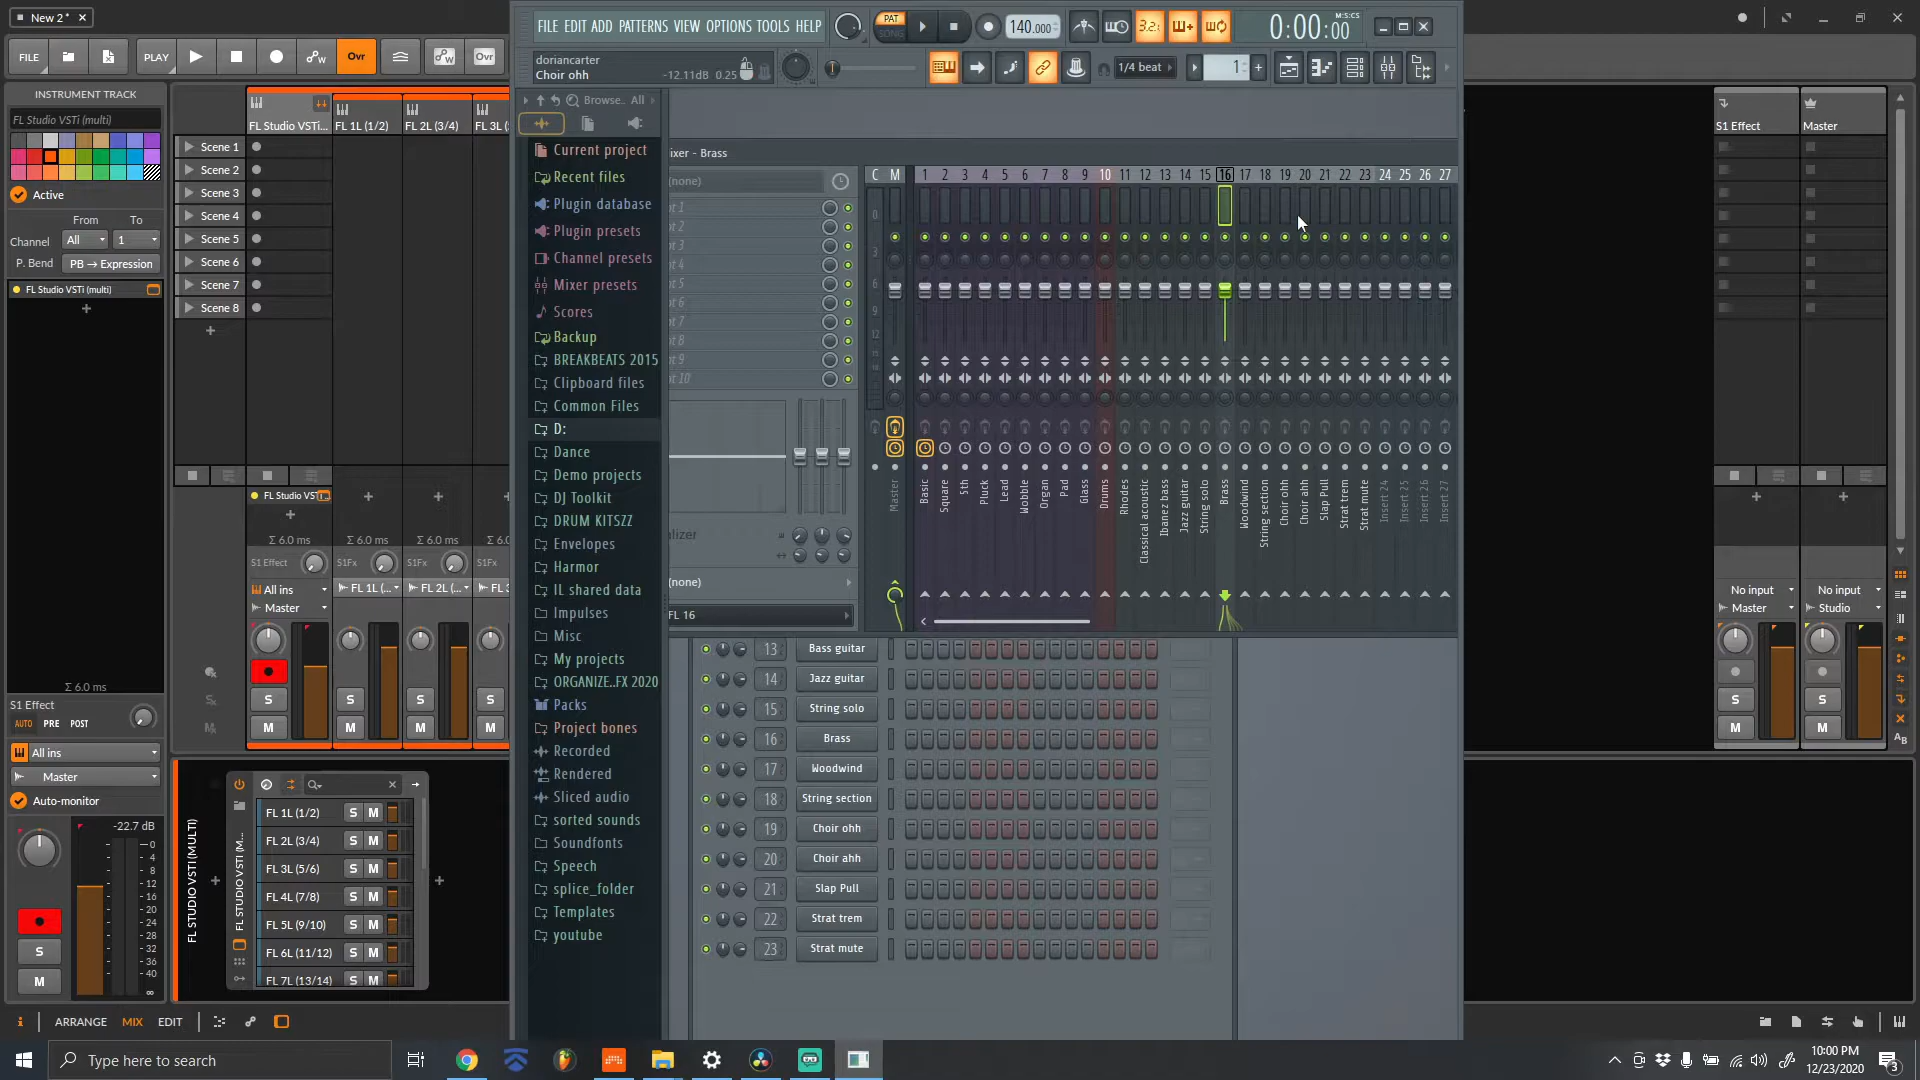 New 2 *
FILE
PLAY
Ovr
Ovr
INSTRUMENT TRACK
FL Studio VSTi (multi)
Active
From
To
Channel
All
1
P. Bend
PB → Expression
FL Studio VSTi (multi)
Σ 6.0 ms
S1 Effect
AUTO PRE POST
All ins
Master
Auto-monitor
-22.7 dB
0
4
8
12
16
20
24
28
32
36
40
S
M
Scene 1
Scene 2
Scene 3
Scene 4
Scene 5
Scene 6
Scene 7
Scene 8
FL Studio VSTi...
FL 1L (1/2)
FL 2L (3/4)
FL 3L (
FL Studio VST
Σ 6.0 ms
Σ 6.0 ms
Σ 6.0 ms
Σ 6.0
S1 Effect
S1Fx
S1Fx
S1Fx
All ins
Master
FL 1L (...
FL 2L (...
FL 3
S
S
S
S
M
M
M
M
FL STUDIO VSTI (MULTI)
FL STUDIO VSTI (M...
FL 1L (1/2) S M
FL 2L (3/4) S M
FL 3L (5/6) S M
FL 4L (7/8) S M
FL 5L (9/10) S M
FL 6L (11/12) S M
FL 7L (13/14) S M
ARRANGE MIX EDIT
FILE EDIT ADD PATTERNS VIEW OPTIONS TOOLS HELP
PAT
SONG
140.000
3.2.
M:S:CS
0:00:00
doriancarter
Choir ohh
-12.11dB 0.25
1/4 beat
1
Browse.. All
Current project
Recent files
Plugin database
Plugin presets
Channel presets
Mixer presets
Scores
Backup
BREAKBEATS 2015
Clipboard files
Common Files
D:
Dance
Demo projects
DJ Toolkit
DRUM KITSZZ
Envelopes
Harmor
IL shared data
Impulses
Misc
My projects
ORGANIZE..FX 2020
Packs
Project bones
Recorded
Rendered
Sliced audio
sorted sounds
Soundfonts
Speech
splice_folder
Templates
youtube
ixer - Brass
(none)
ot 1
ot 2
ot 3
ot 4
ot 5
ot 6
ot 7
ot 8
ot 9
ot 10
alizer
(none)
FL 16
C M 1 2 3 4 5 6 7 8 9 10 11 12 13 14 15 16 17 18 19 20 21 22 23 24 25 26 27
0
3
6
9
12
Master
Basic
Square
5th
Pluck
Lead
Wobble
Organ
Pad
Glass
Drums
Rhodes
Classical acoustic
Ibanez bass
Jazz guitar
String solo
Brass
Woodwind
String section
Choir ohh
Choir ahh
Slap Pull
Strat trem
Strat mute
Insert 24
Insert 25
Insert 26
Insert 27
13 Bass guitar
14 Jazz guitar
15 String solo
16 Brass
17 Woodwind
18 String section
19 Choir ohh
20 Choir ahh
21 Slap Pull
22 Strat trem
23 Strat mute
S1 Effect
Master
No input
No input
Master
Studio
S
S
M
M
Type here to search
10:00 PM
12/23/2020
3